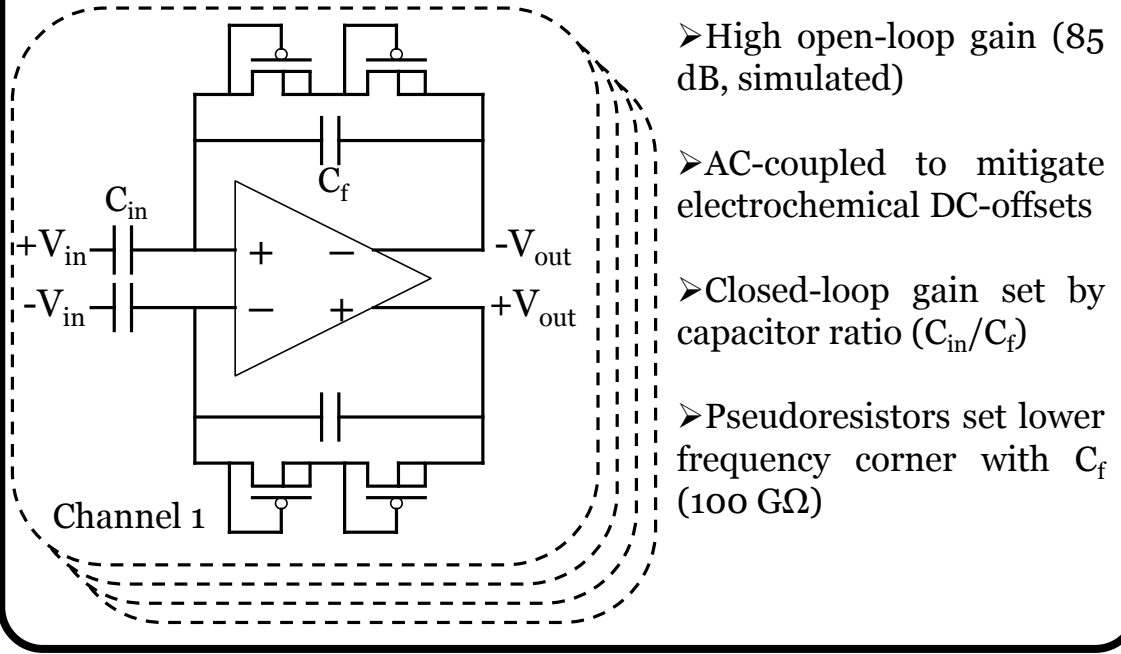 C_f
C_in
+V_in
-V_in
+ −
− +
-V_out
+V_out
Channel 1
➢High open-loop gain (85
dB, simulated)
➢AC-coupled to mitigate
electrochemical DC-offsets
➢Closed-loop gain set by
capacitor ratio (C_in/C_f)
➢Pseudoresistors set lower
frequency corner with C_f
(100 GΩ)